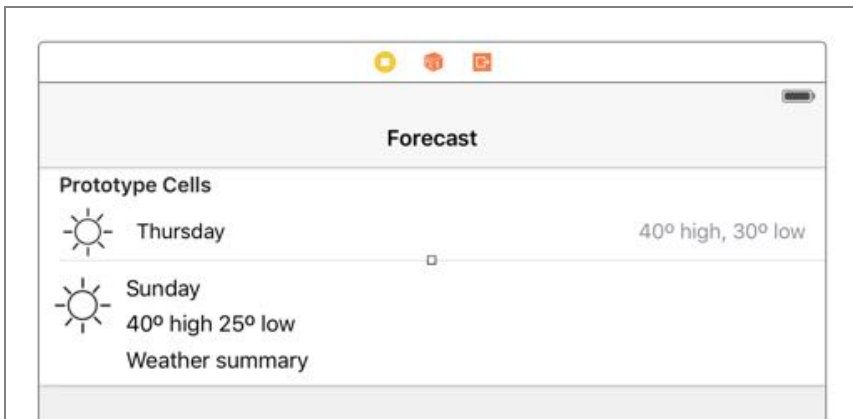 Forecast
Prototype Cells
Thursday 40º high, 30º low
Sunday
40º high 25º low
Weather summary